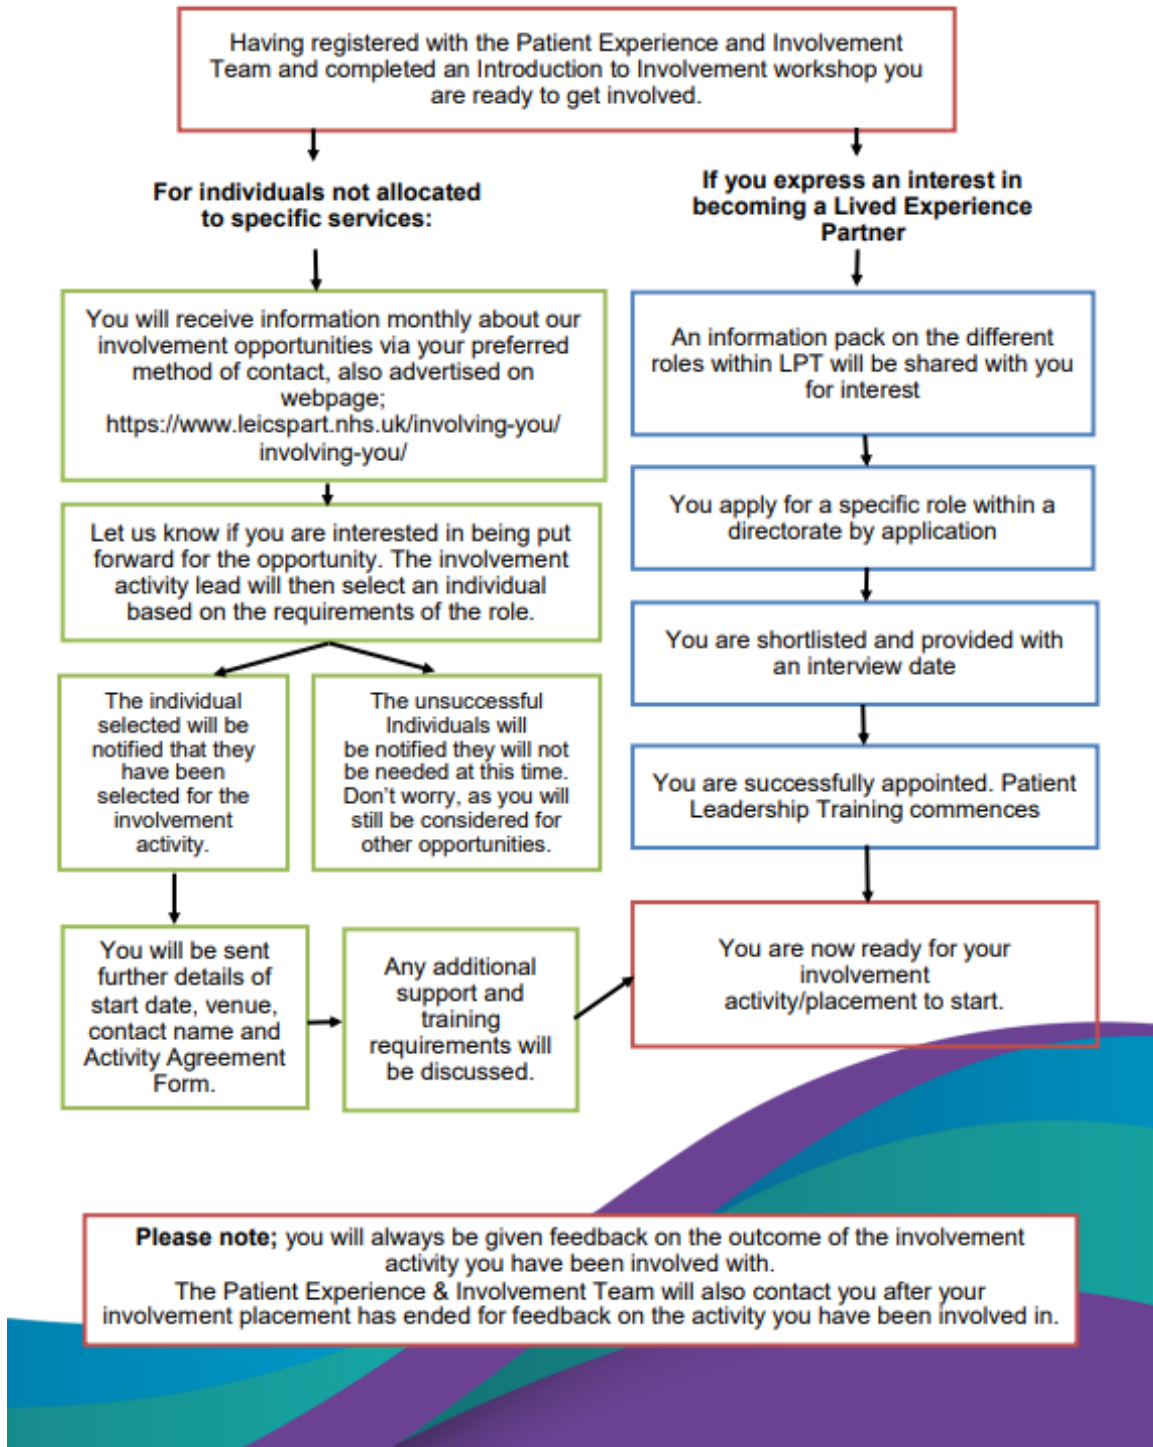 Having registered with the Patient Experience and Involvement
Team and completed an Introduction to Involvement workshop you
are ready to get involved.
For individuals not allocated
to specific services:
You will receive information monthly about our
involvement opportunities via your preferred
method of contact, also advertised on
webpage;
https://www.leicspart.nhs.uk/involving-you/
involving-you/
Let us know if you are interested in being put
forward for the opportunity. The involvement
activity lead will then select an individual
based on the requirements of the role.
The individual
selected will be
notified that they
have been
selected for the
involvement
activity.
The unsuccessful
Individuals will
be notified they will not
be needed at this time.
Don't worry, as you will
still be considered for
other opportunities.
You will be sent
further details of
start date, venue,
contact name and
Activity Agreement
Form.
Any additional
support and
training
requirements will
be discussed.
If you express an interest in
becoming a Lived Experience
Partner
An information pack on the different
roles within LPT will be shared with you
for interest
You apply for a specific role within a
directorate by application
You are shortlisted and provided with
an interview date
You are successfully appointed. Patient
Leadership Training commences
You are now ready for your
involvement
activity/placement to start.
Please note; you will always be given feedback on the outcome of the involvement
activity you have been involved with.
The Patient Experience & Involvement Team will also contact you after your
involvement placement has ended for feedback on the activity you have been involved in.